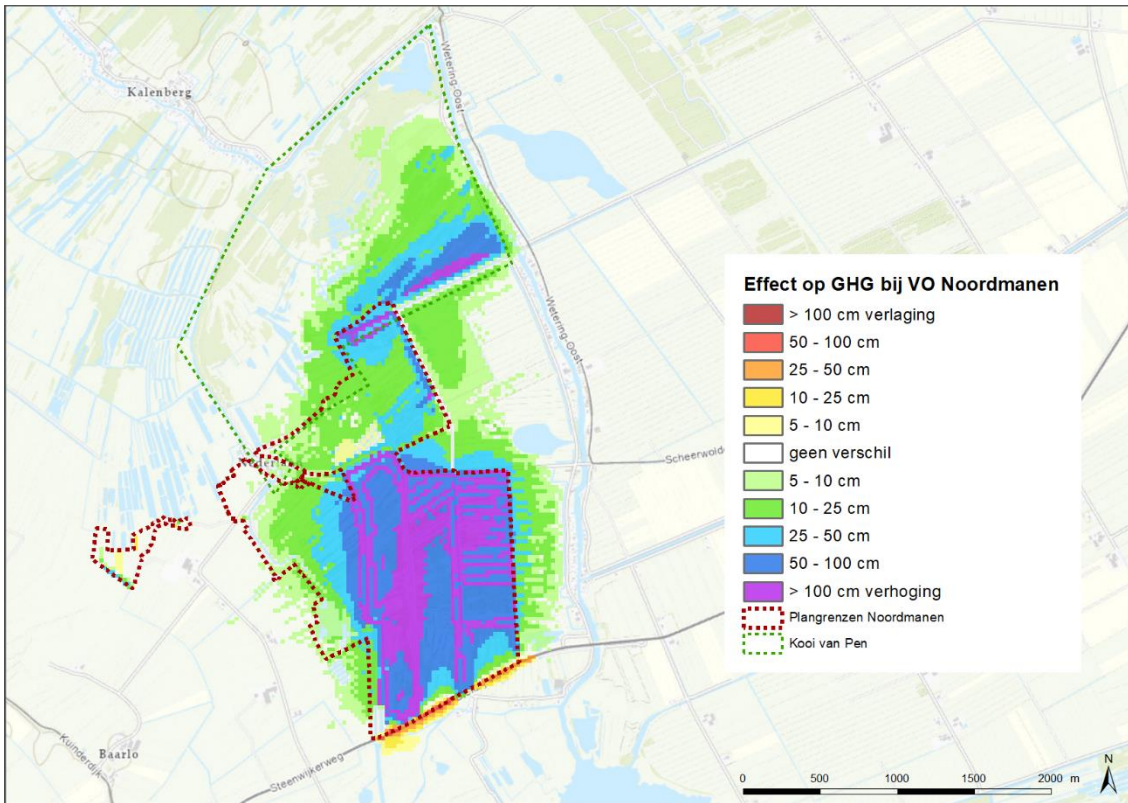 Kalenberg
Wetering-Oost
Wetering-Oost
Effect op GHG bij VO Noordmanen
> 100 cm verlaging
50 - 100 cm
25 - 50 cm
10 - 25 cm
5 - 10 cm
geen verschil
5 - 10 cm
10 - 25 cm
25 - 50 cm
50 - 100 cm
> 100 cm verhoging
Plangrenzen Noordmanen
Kooi van Pen
Baarlo
Kuinderdijk
Steenwijkerweg
N
0 500 1000 1500 2000 m